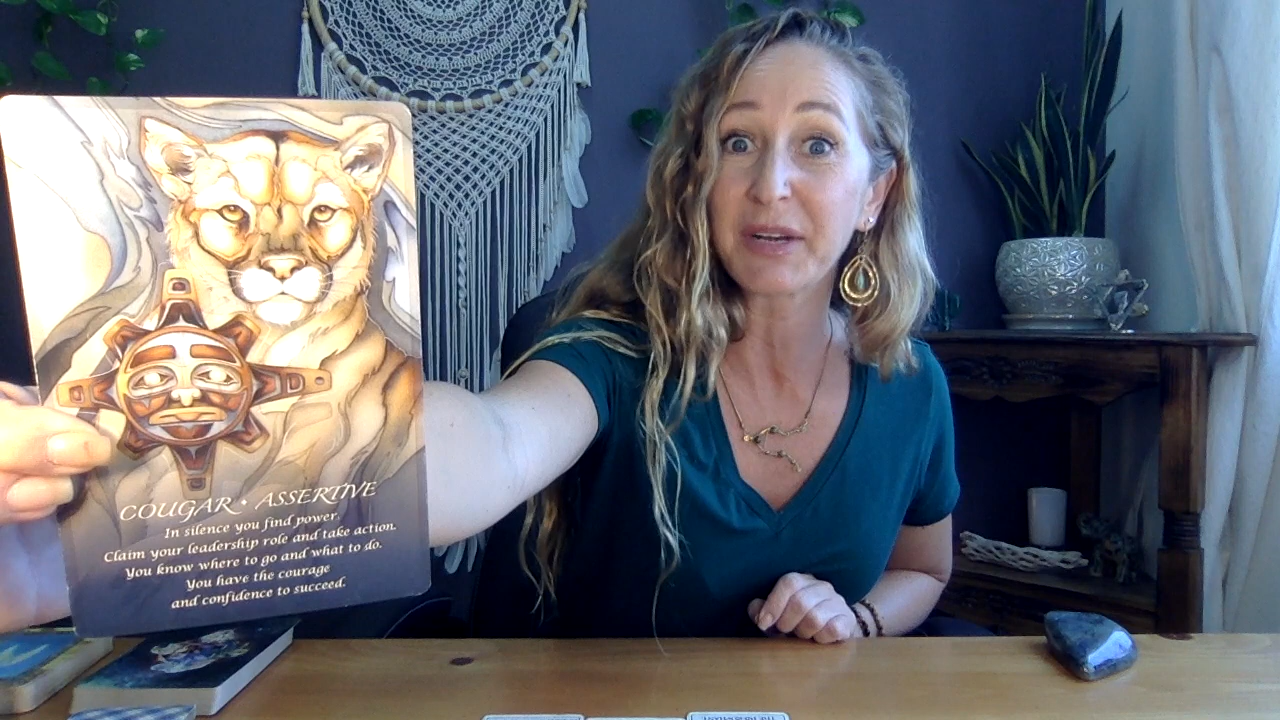 COUGAR • ASSERTIVE
In silence you find power.
Claim your leadership role and take action.
You know where to go and what to do.
You have the courage
and confidence to succeed.